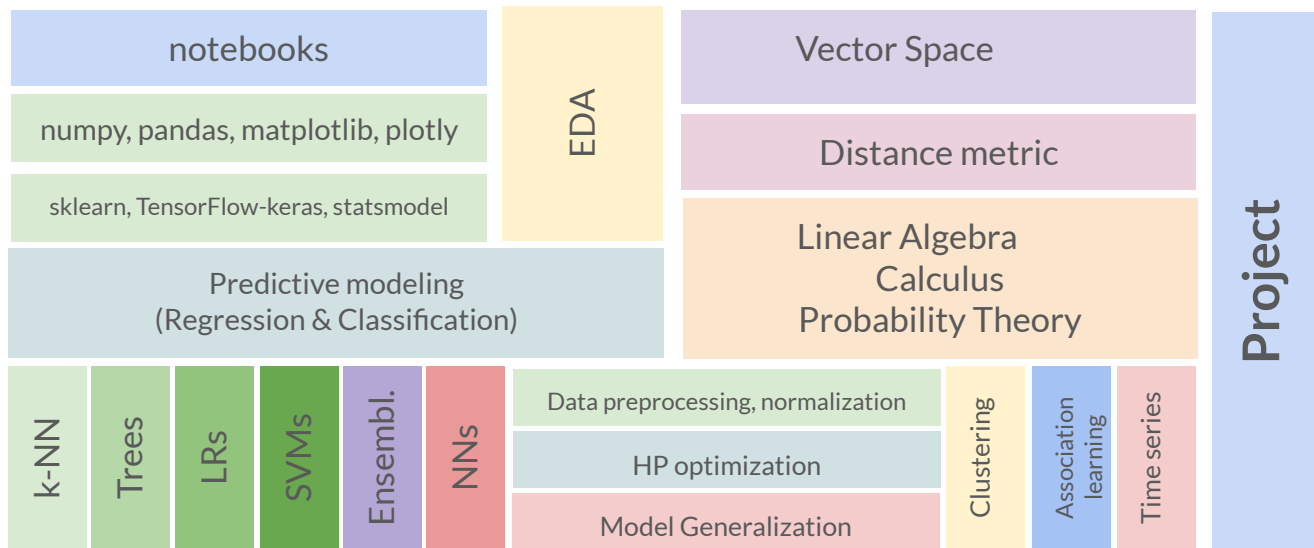 notebooks
numpy, pandas, matplotlib, plotly
sklearn, TensorFlow-keras, statsmodel
EDA
Vector Space
Distance metric
Linear Algebra
Calculus
Probability Theory
Project
Predictive modeling
(Regression & Classification)
k-NN
Trees
LRs
SVMs
Ensembl.
NNs
Data preprocessing, normalization
HP optimization
Model Generalization
Clustering
Association
learning
Time series